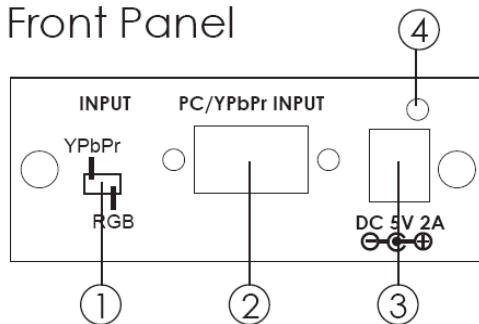 Front Panel
4
INPUT PC/YPbPr INPUT
YPbPr
RGB
DC 5V 2A
1 2 3